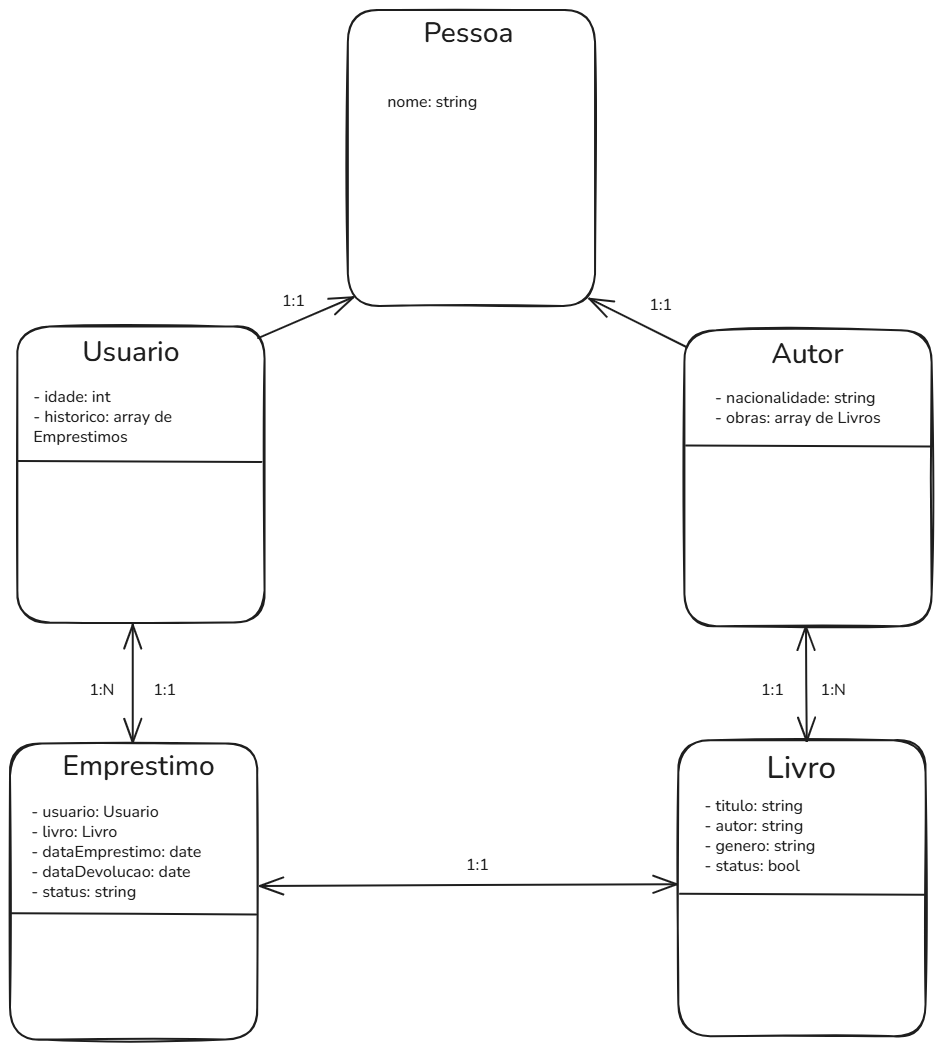 Pessoa
nome: string
1:1
1:1
Usuario
- idade: int
- historico: array de
Emprestimos
Autor
- nacionalidade: string
- obras: array de Livros
1:N
1:1
1:1
1:N
Emprestimo
- usuario: Usuario
- livro: Livro
- dataEmprestimo: date
- dataDevolucao: date
- status: string
1:1
Livro
- titulo: string
- autor: string
- genero: string
- status: bool